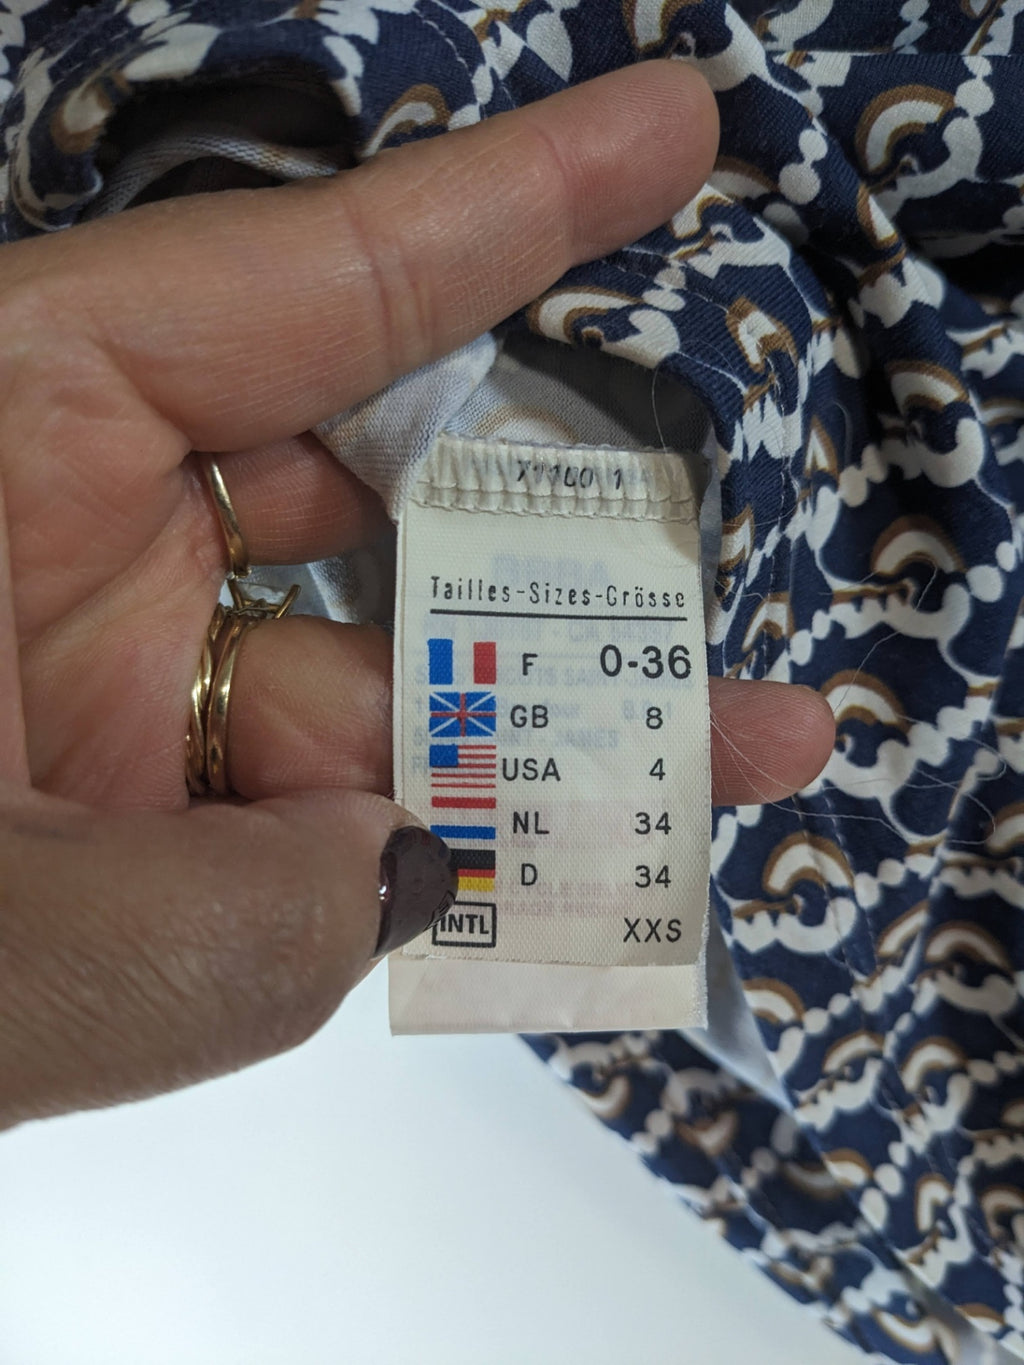 Tailles-Sizes-Grösse
F 0-36
GB 8
USA 4
NL 34
D 34
INTL XXS